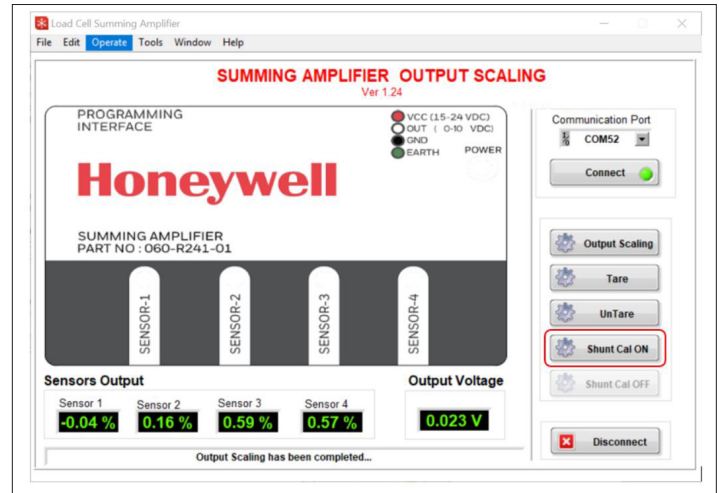 Load Cell Summing Amplifier
File Edit Operate Tools Window Help
SUMMING AMPLIFIER OUTPUT SCALING
Ver 1.24
PROGRAMMING
INTERFACE
VCC (15-24 VDC)
OUT ( 0-10 VDC)
GND
EARTH
POWER
Honeywell
SUMMING AMPLIFIER
PART NO : 060-R241-01
SENSOR-1
SENSOR-2
SENSOR-3
SENSOR-4
Sensors Output
Sensor 1 Sensor 2 Sensor 3 Sensor 4
-0.04 % 0.16 % 0.59 % 0.57 %
Output Voltage
0.023 V
Output Scaling has been completed...
Communication Port
COM52
Connect
Output Scaling
Tare
UnTare
Shunt Cal ON
Shunt Cal OFF
Disconnect